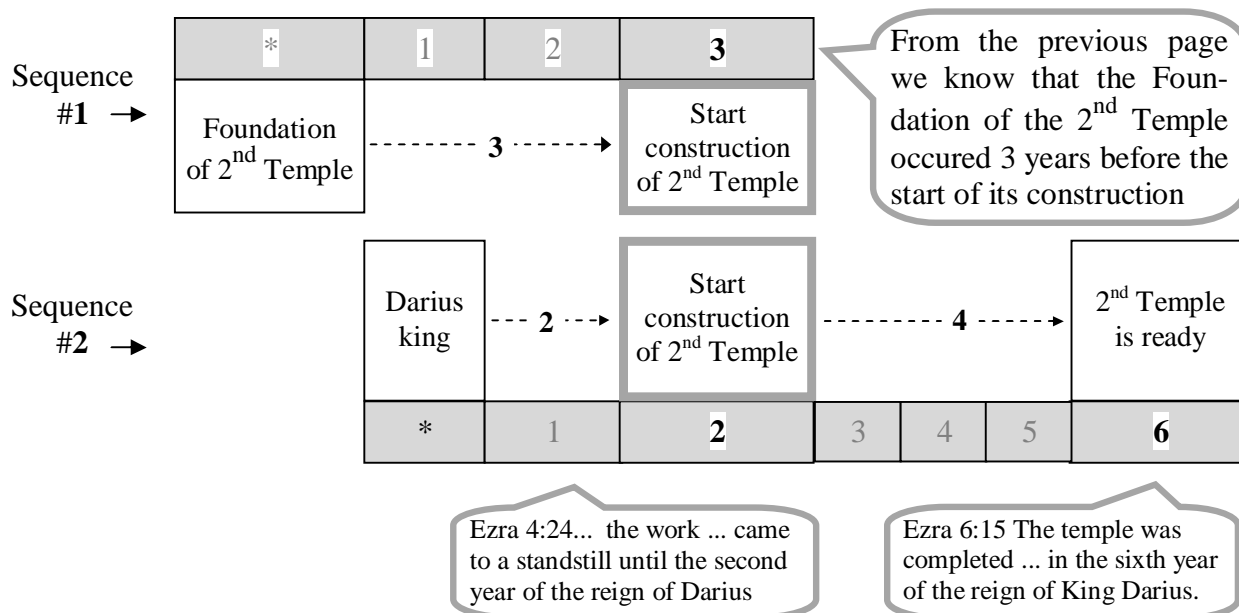 * 1 2 3
Sequence
#1 →
Foundation
of 2nd Temple
3
Start
construction
of 2nd Temple
From the previous page
we know that the Foun-
dation of the 2nd Temple
occured 3 years before the
start of its construction
Sequence
#2 →
Darius
king
2
Start
construction
of 2nd Temple
4
2nd Temple
is ready
* 1 2 3 4 5 6
Ezra 4:24... the work ... came
to a standstill until the second
year of the reign of Darius
Ezra 6:15 The temple was
completed ... in the sixth year
of the reign of King Darius.